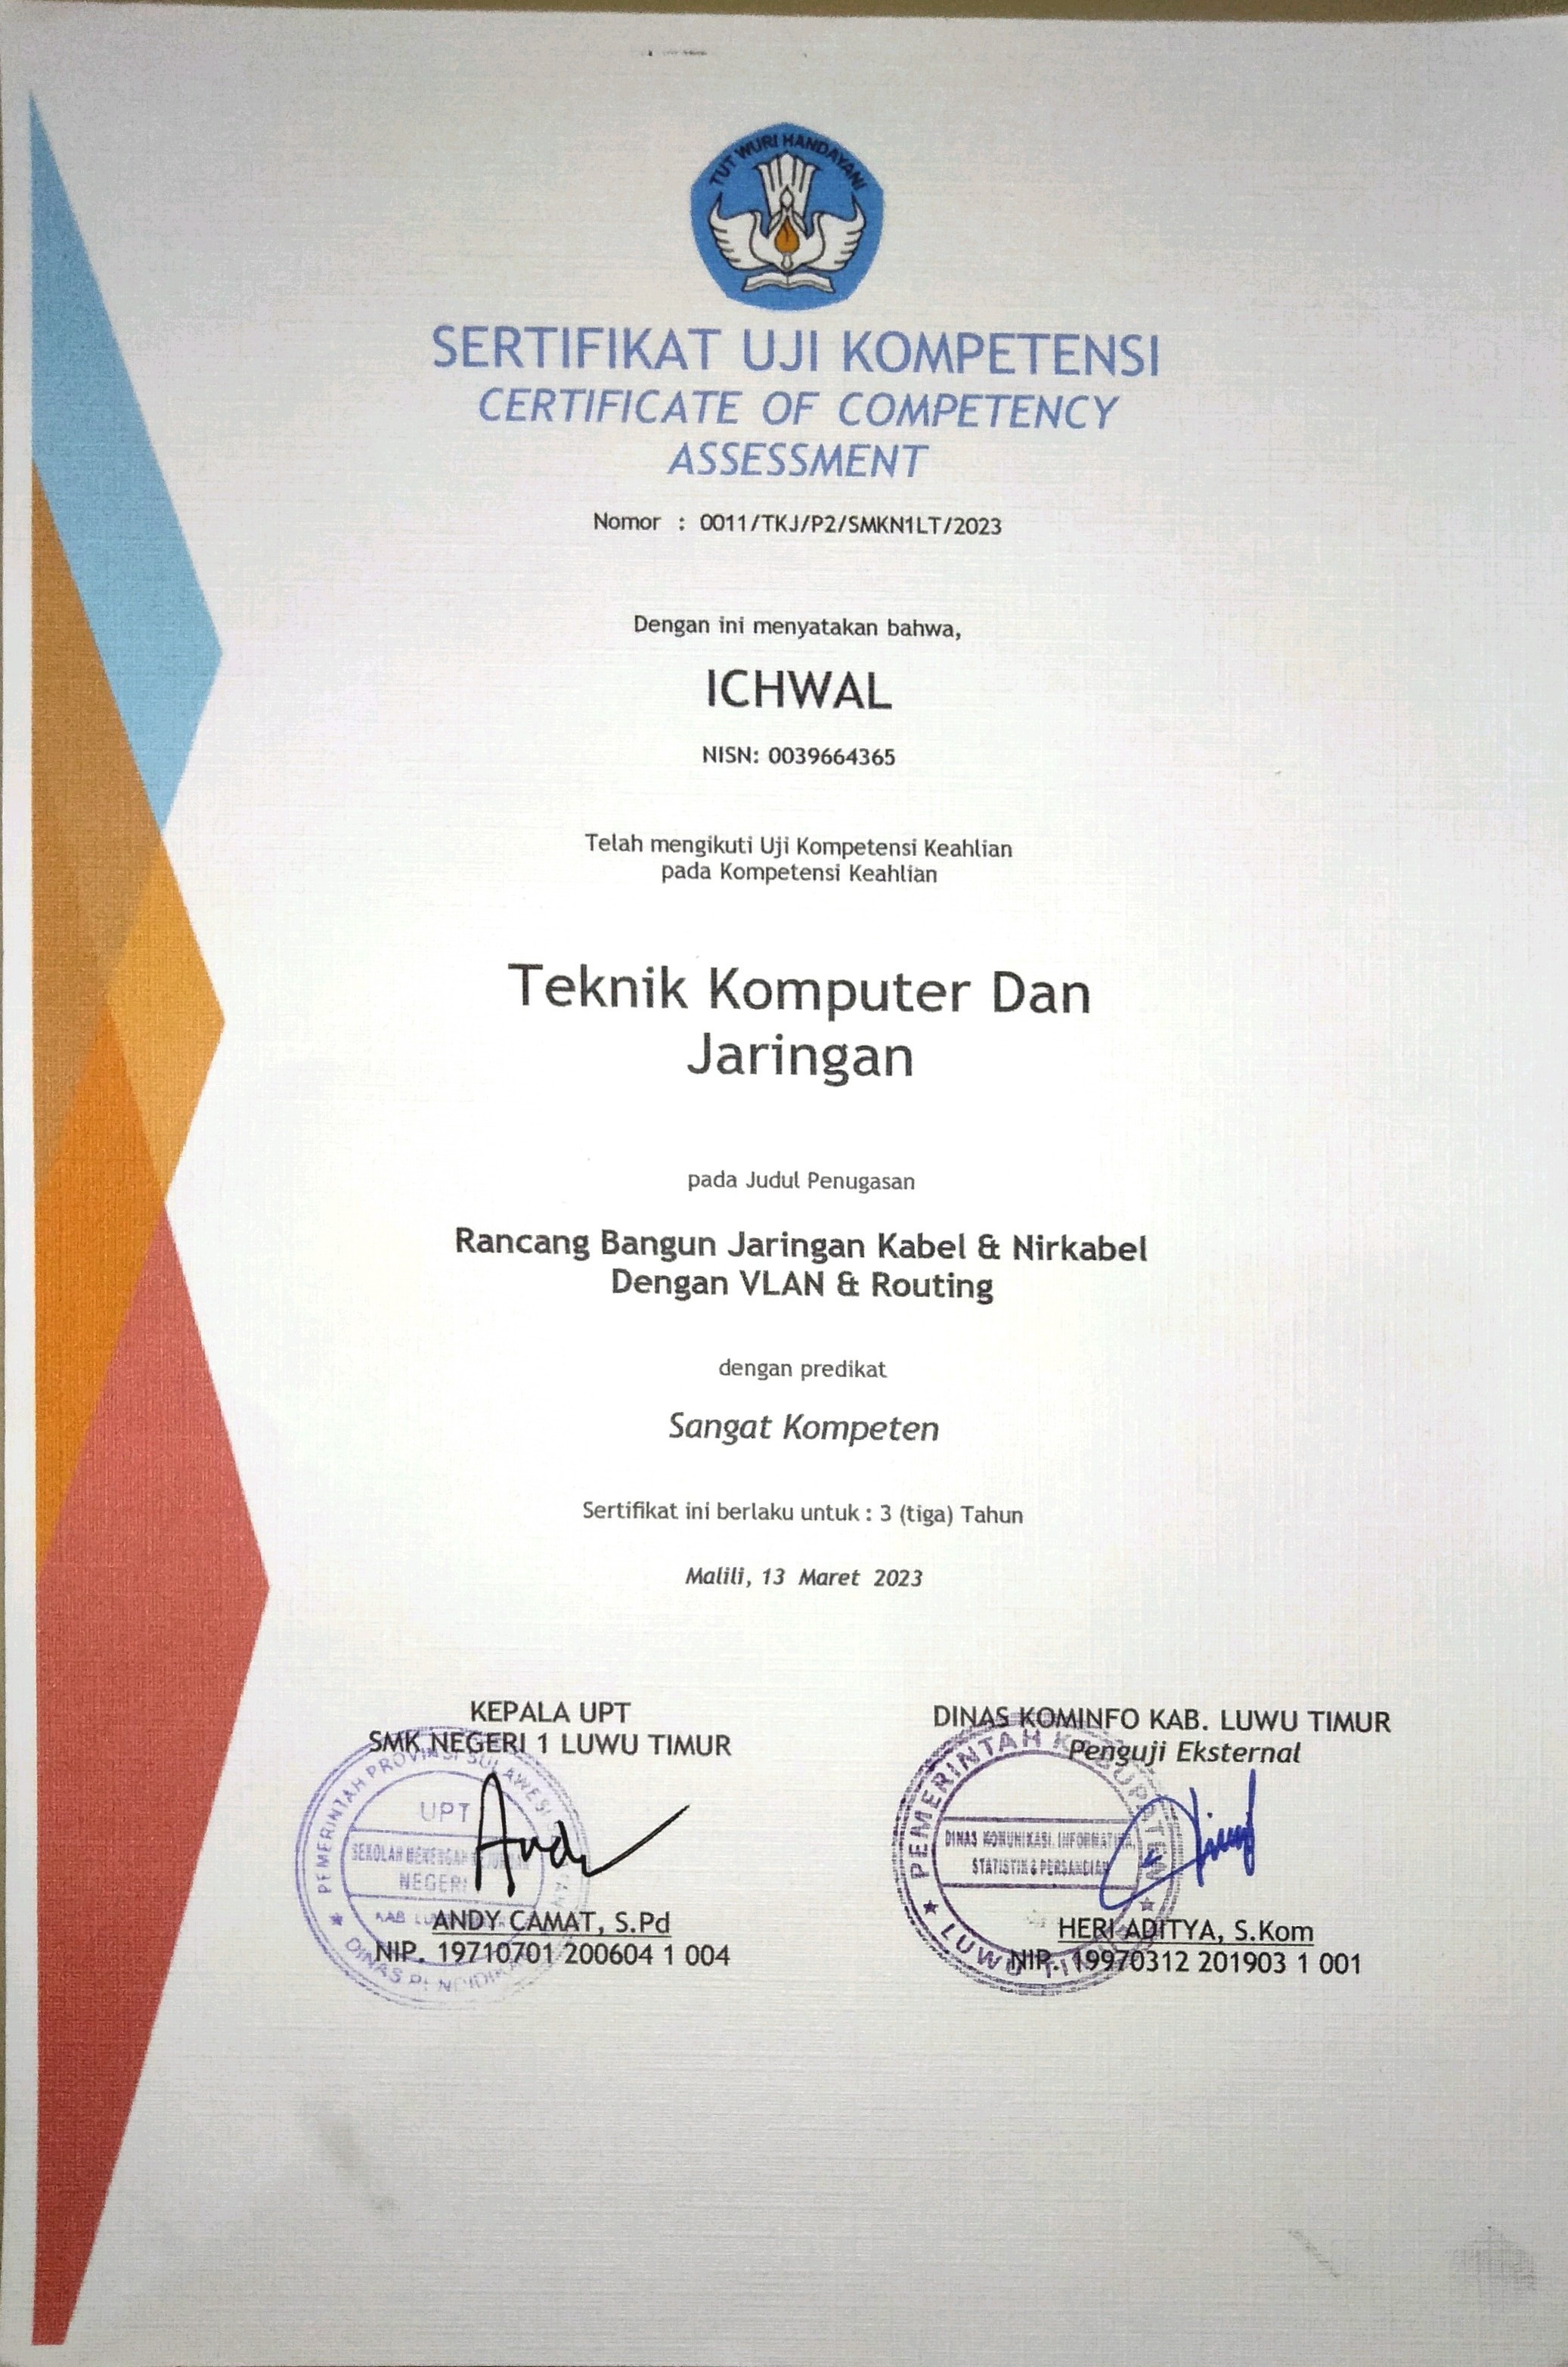 TUT WURI HANDAYANI
SERTIFIKAT UJI KOMPETENSI
CERTIFICATE OF COMPETENCY
ASSESSMENT
Nomor : 0011/TKJ/P2/SMKN1LT/2023
Dengan ini menyatakan bahwa,
ICHWAL
NISN: 0039664365
Telah mengikuti Uji Kompetensi Keahlian
pada Kompetensi Keahlian
Teknik Komputer Dan
Jaringan
pada Judul Penugasan
Rancang Bangun Jaringan Kabel & Nirkabel
Dengan VLAN & Routing
dengan predikat
Sangat Kompeten
Sertifikat ini berlaku untuk : 3 (tiga) Tahun
Malili, 13 Maret 2023
KEPALA UPT
SMK NEGERI 1 LUWU TIMUR
PEMERINTAH PROVINSI SULAWESI
UPT
SEKOLAH MENENGAH
NEGERI
KAB
DINAS PENDIDIKAN
ANDY CAMAT, S.Pd
NIP. 19710701 200604 1 004
DINAS KOMINFO KAB. LUWU TIMUR
Penguji Eksternal
PEMERINTAH KABUPATEN
DINAS KOMUNIKASI, INFORMATIKA,
STATISTIK & PERSANDIAN
LUWU TIMUR
HERI ADITYA, S.Kom
NIP. 19970312 201903 1 001